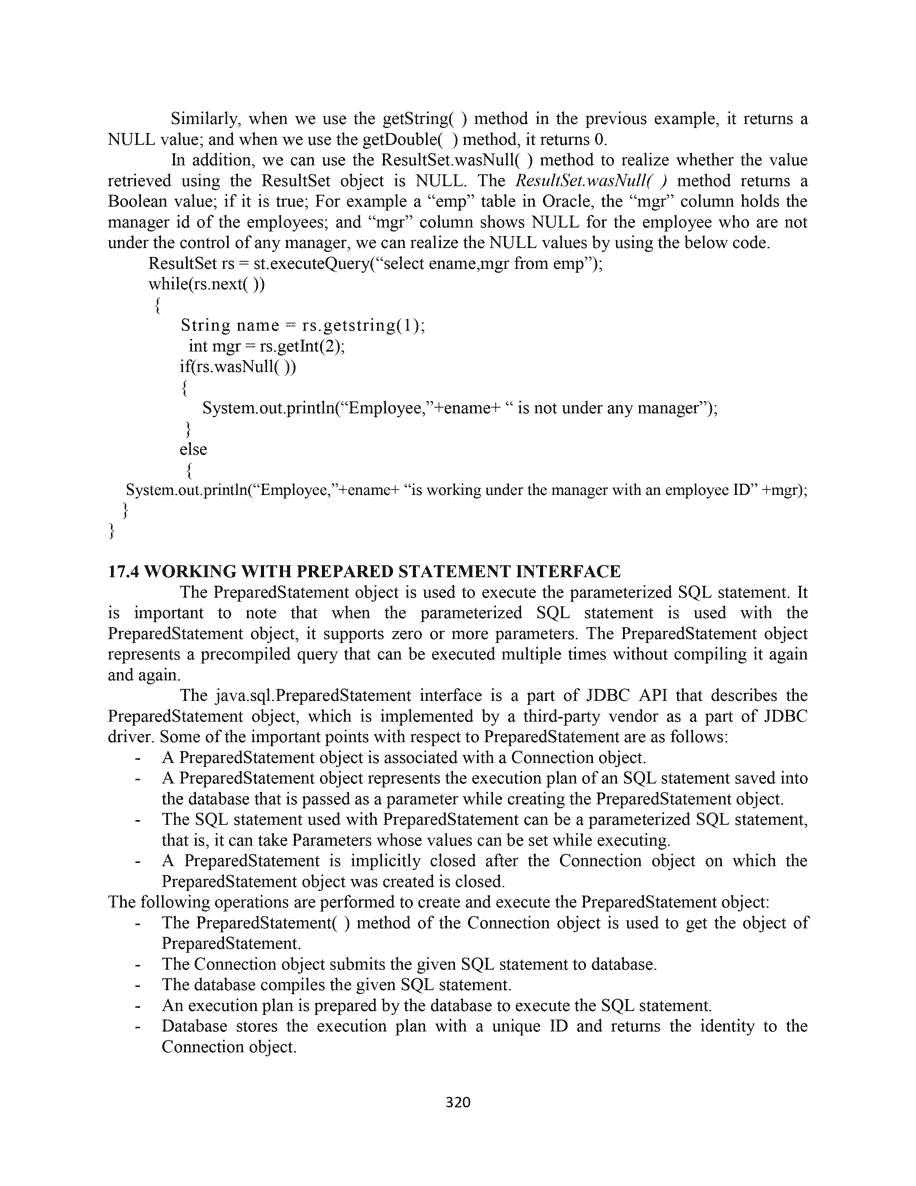 Similarly, when we use the getString( ) method in the previous example, it returns a
NULL value; and when we use the getDouble( ) method, it returns 0.
In addition, we can use the ResultSet.wasNull( ) method to realize whether the value
retrieved using the ResultSet object is NULL. The ResultSet.wasNull( ) method returns a
Boolean value; if it is true; For example a “emp” table in Oracle, the “mgr” column holds the
manager id of the employees; and “mgr” column shows NULL for the employee who are not
under the control of any manager, we can realize the NULL values by using the below code.
ResultSet rs = st.executeQuery(“select ename,mgr from emp”);
while(rs.next( ))
{
String name = rs.getstring(1);
int mgr = rs.getInt(2);
if(rs.wasNull( ))
{
System.out.println(“Employee,”+ename+ “ is not under any manager”);
}
else
{
System.out.println(“Employee,”+ename+ “is working under the manager with an employee ID” +mgr);
}
}
17.4 WORKING WITH PREPARED STATEMENT INTERFACE
The PreparedStatement object is used to execute the parameterized SQL statement. It
is important to note that when the parameterized SQL statement is used with the
PreparedStatement object, it supports zero or more parameters. The PreparedStatement object
represents a precompiled query that can be executed multiple times without compiling it again
and again.
The java.sql.PreparedStatement interface is a part of JDBC API that describes the
PreparedStatement object, which is implemented by a third-party vendor as a part of JDBC
driver. Some of the important points with respect to PreparedStatement are as follows:
- A PreparedStatement object is associated with a Connection object.
- A PreparedStatement object represents the execution plan of an SQL statement saved into
the database that is passed as a parameter while creating the PreparedStatement object.
- The SQL statement used with PreparedStatement can be a parameterized SQL statement,
that is, it can take Parameters whose values can be set while executing.
- A PreparedStatement is implicitly closed after the Connection object on which the
PreparedStatement object was created is closed.
The following operations are performed to create and execute the PreparedStatement object:
- The PreparedStatement( ) method of the Connection object is used to get the object of
PreparedStatement.
- The Connection object submits the given SQL statement to database.
- The database compiles the given SQL statement.
- An execution plan is prepared by the database to execute the SQL statement.
- Database stores the execution plan with a unique ID and returns the identity to the
Connection object.
320